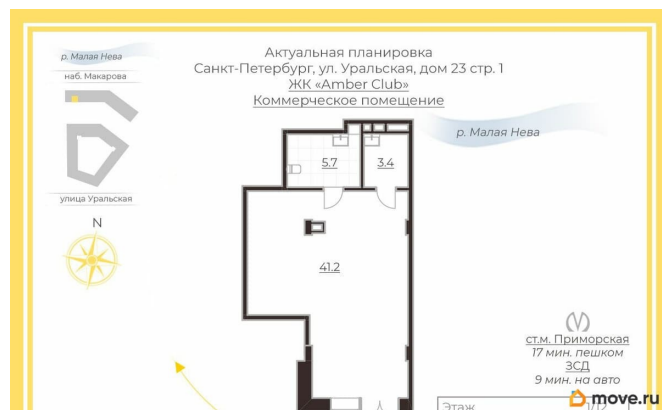 Актуальная планировка
Санкт-Петербург, ул. Уральская, дом 23 стр. 1
ЖК «Amber Club»
Коммерческое помещение
р. Малая Нева
наб. Макарова
улица Уральская
N
р. Малая Нева
5.7
3.4
41.2
ст.м. Приморская
17 мин. пешком
ЗСД
9 мин. на авто
Этаж
move.ru